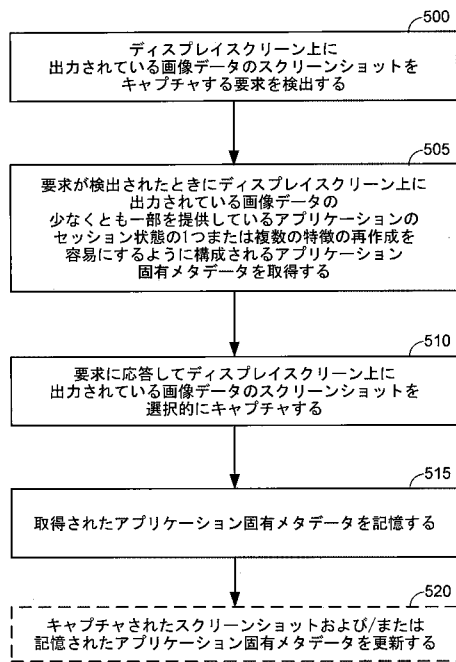 500
ディスプレイスクリーン上に
出力されている画像データのスクリーンショットを
キャプチャする要求を検出する
505
要求が検出されたときにディスプレイスクリーン上に
出力されている画像データの
少なくとも一部を提供しているアプリケーションの
セッション状態の1つまたは複数の特徴の再作成を
容易にするように構成されるアプリケーション
固有メタデータを取得する
510
要求に応答してディスプレイスクリーン上に
出力されている画像データのスクリーンショットを
選択的にキャプチャする
515
取得されたアプリケーション固有メタデータを記憶する
520
キャプチャされたスクリーンショットおよび/または
記憶されたアプリケーション固有メタデータを更新する